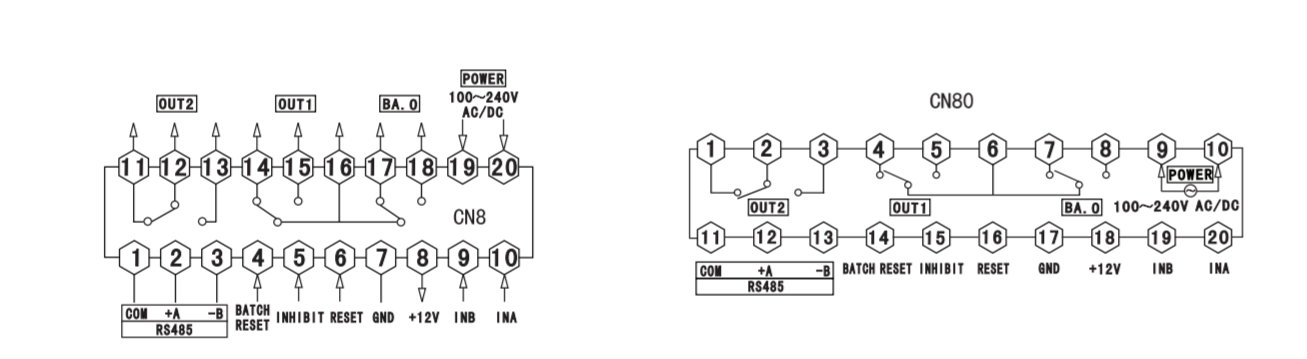 POWER
OUT2 OUT1 BA. O 100~240V
AC/DC
11 12 13 14 15 16 17 18 19 20
CN8
1 2 3 4 5 6 7 8 9 10
COM +A -B BATCH RESET INHIBIT RESET GND +12V INB INA
RS485
CN80
1 2 3 4 5 6 7 8 9 10
POWER
OUT2 OUT1 BA. O 100~240V AC/DC
11 12 13 14 15 16 17 18 19 20
COM +A -B BATCH RESET INHIBIT RESET GND +12V INB INA
RS485